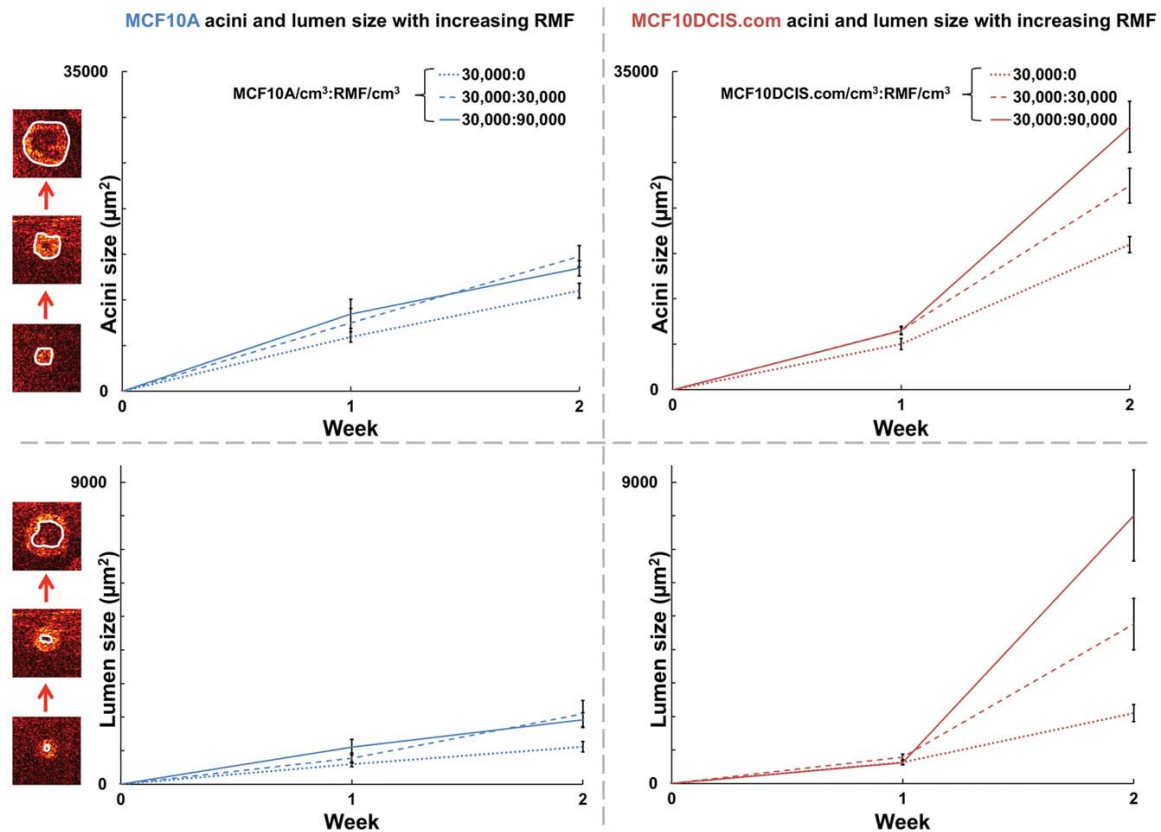 MCF10A acini and lumen size with increasing RMF
MCF10DCIS.com acini and lumen size with increasing RMF
35000
MCF10A/cm³:RMF/cm³
30,000:0
30,000:30,000
30,000:90,000
Acini size (µm²)
0
0
1
2
Week
35000
MCF10DCIS.com/cm³:RMF/cm³
30,000:0
30,000:30,000
30,000:90,000
Acini size (µm²)
0
0
1
2
Week
9000
Lumen size (µm²)
0
0
1
2
Week
9000
Lumen size (µm²)
0
0
1
2
Week